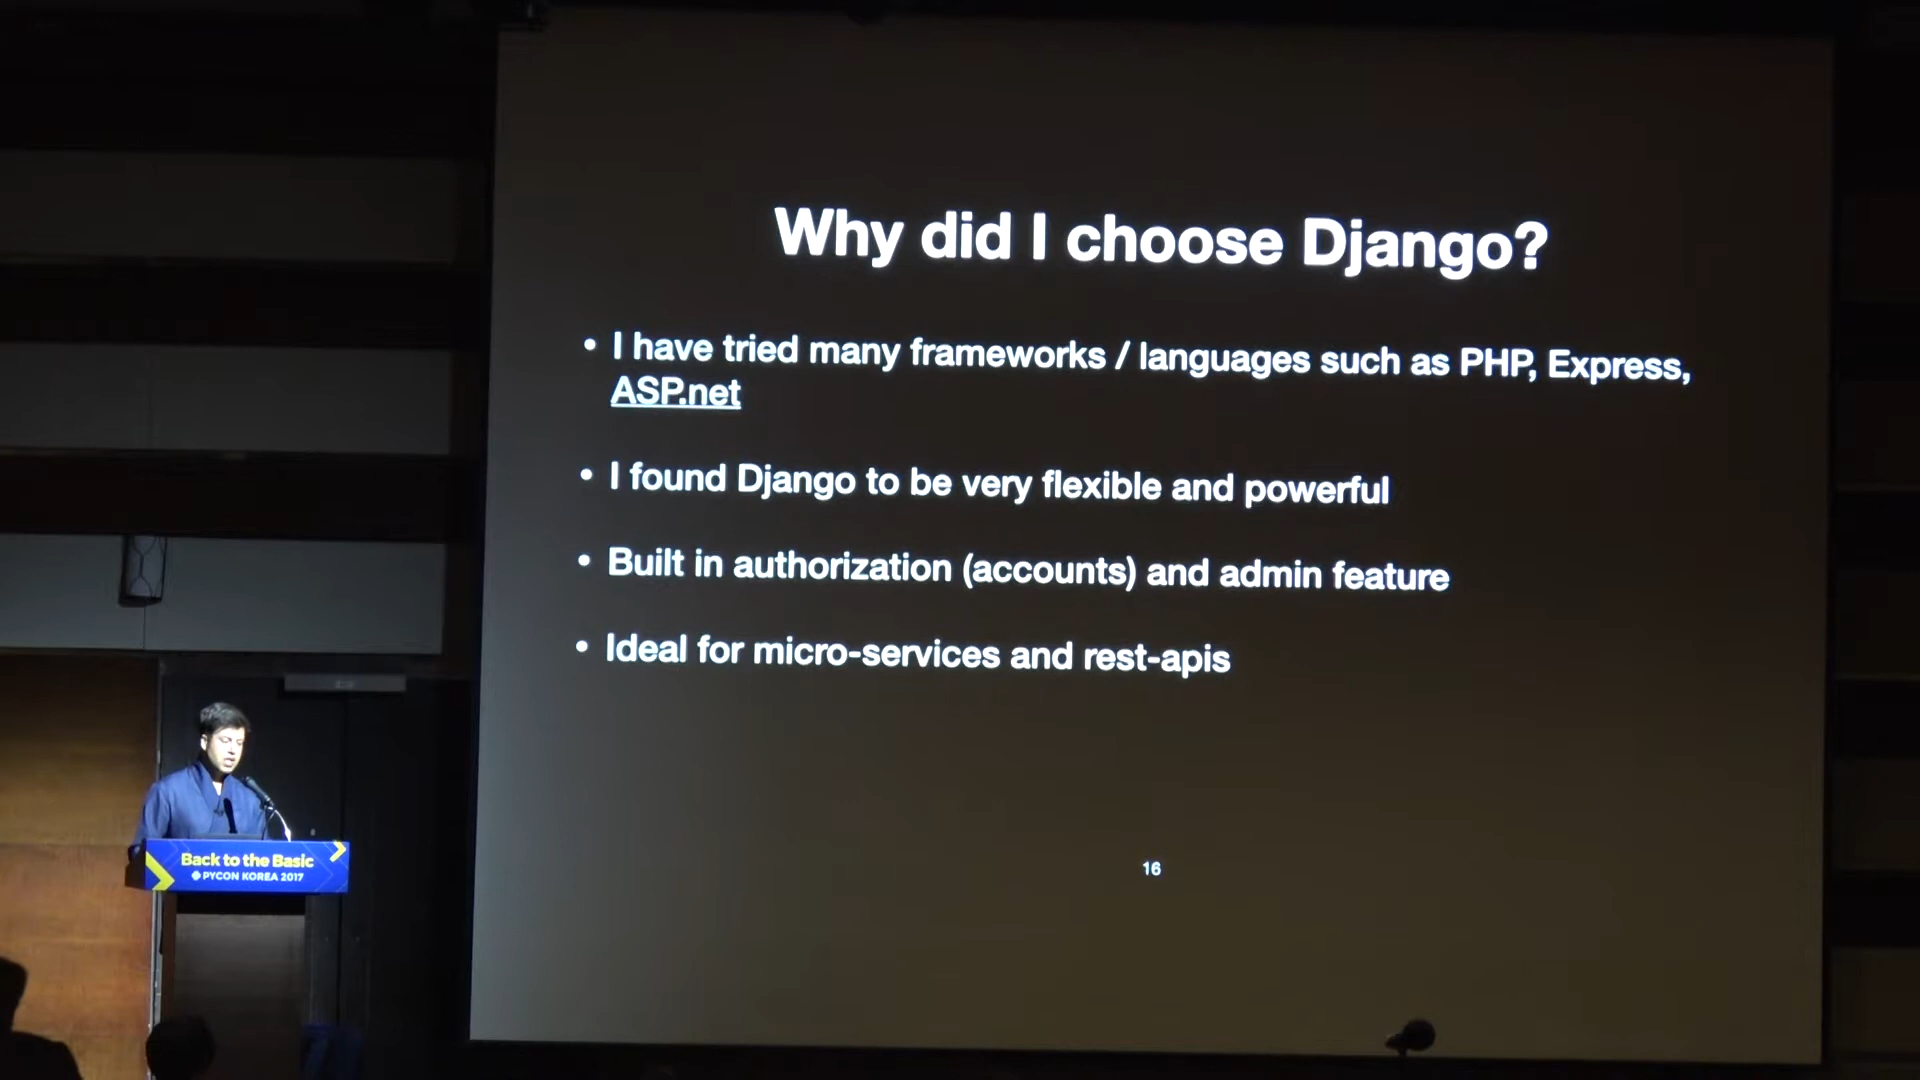 Why did I choose Django?
• I have tried many frameworks / languages such as PHP, Express,
ASP.net
• I found Django to be very flexible and powerful
• Built in authorization (accounts) and admin feature
• Ideal for micro-services and rest-apis
16
Back to the Basic
PYCON KOREA 2017